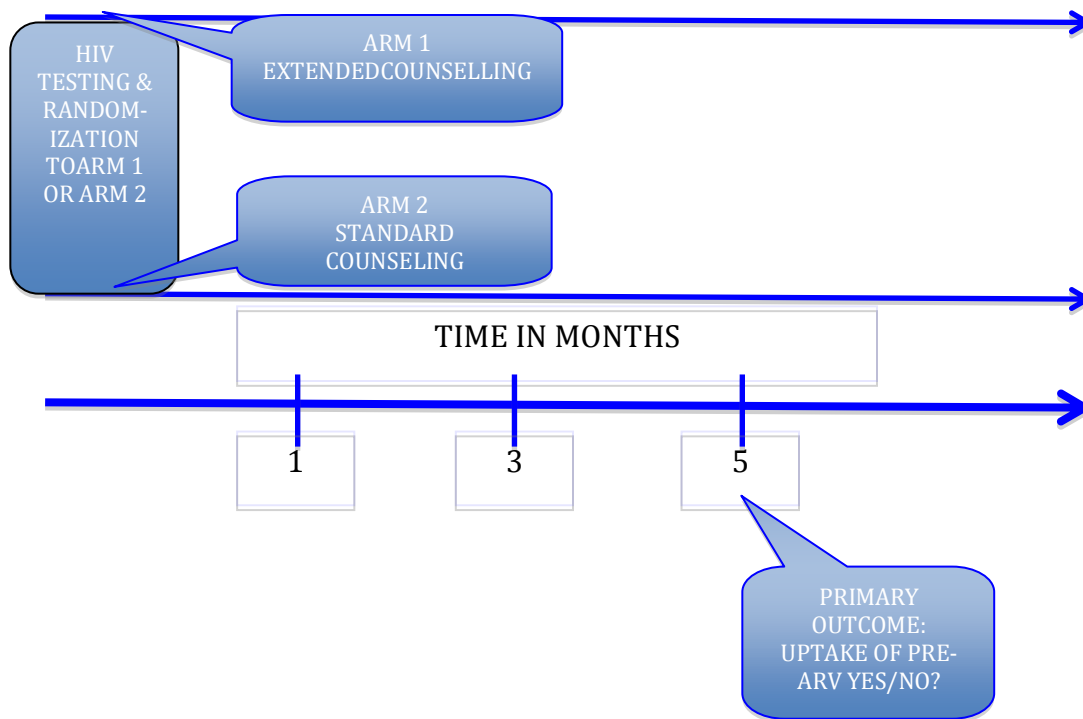 HIV
TESTING &
RANDOM-
IZATION
TOARM 1
OR ARM 2
ARM 1
EXTENDEDCOUNSELLING
ARM 2
STANDARD
COUNSELING
TIME IN MONTHS
1
3
5
PRIMARY
OUTCOME:
UPTAKE OF PRE-
ARV YES/NO?